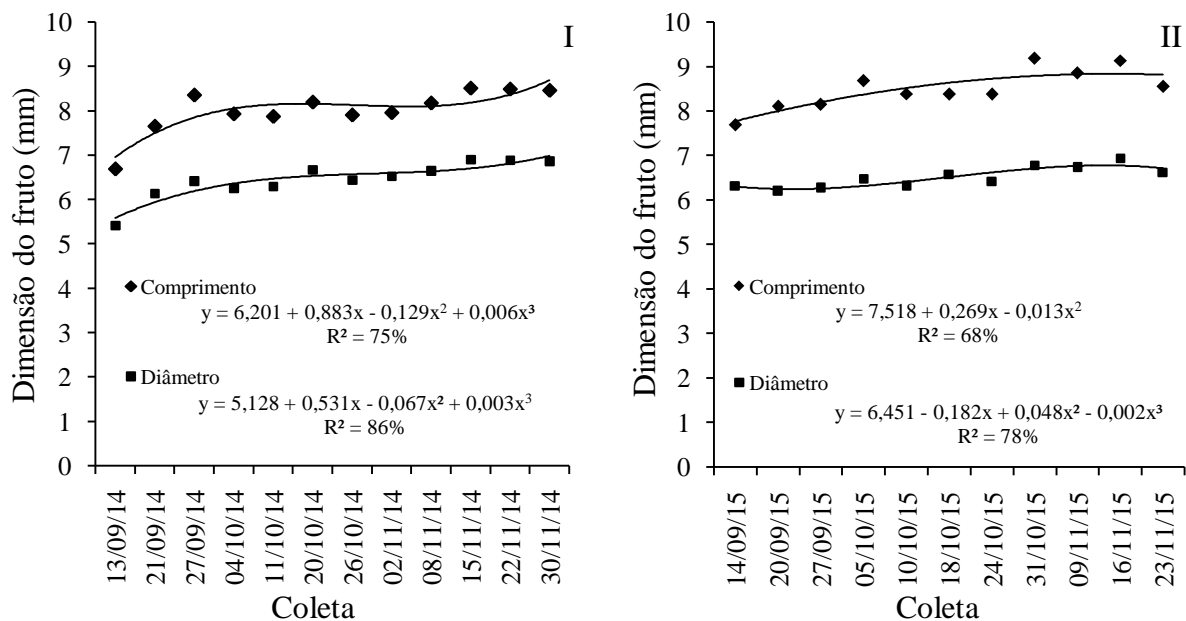 I
Dimensão do fruto (mm)
10
9
8
7
6
5
4
3
2
1
0
Comprimento
y = 6,201 + 0,883x - 0,129x² + 0,006x³
R² = 75%
Diâmetro
y = 5,128 + 0,531x - 0,067x² + 0,003x³
R² = 86%
13/09/14
21/09/14
27/09/14
04/10/14
11/10/14
20/10/14
26/10/14
02/11/14
08/11/14
15/11/14
22/11/14
30/11/14
Coleta
II
Dimensão do fruto (mm)
10
9
8
7
6
5
4
3
2
1
0
Comprimento
y = 7,518 + 0,269x - 0,013x²
R² = 68%
Diâmetro
y = 6,451 - 0,182x + 0,048x² - 0,002x³
R² = 78%
14/09/15
20/09/15
27/09/15
05/10/15
10/10/15
18/10/15
24/10/15
31/10/15
09/11/15
16/11/15
23/11/15
Coleta